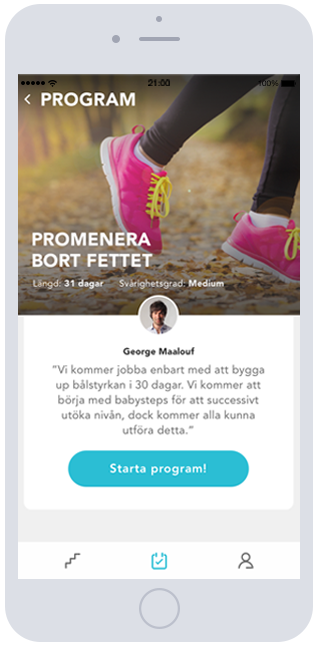 21:00 100%
PROGRAM
PROMENERA
BORT FETTET
Längd: 31 dagar Svårighetsgrad: Medium
George Maalouf
”Vi kommer jobba enbart med att bygga
up bålstyrkan i 30 dagar. Vi kommer att
börja med babysteps för att successivt
utöka nivån, dock kommer alla kunna
utföra detta.”
Starta program!